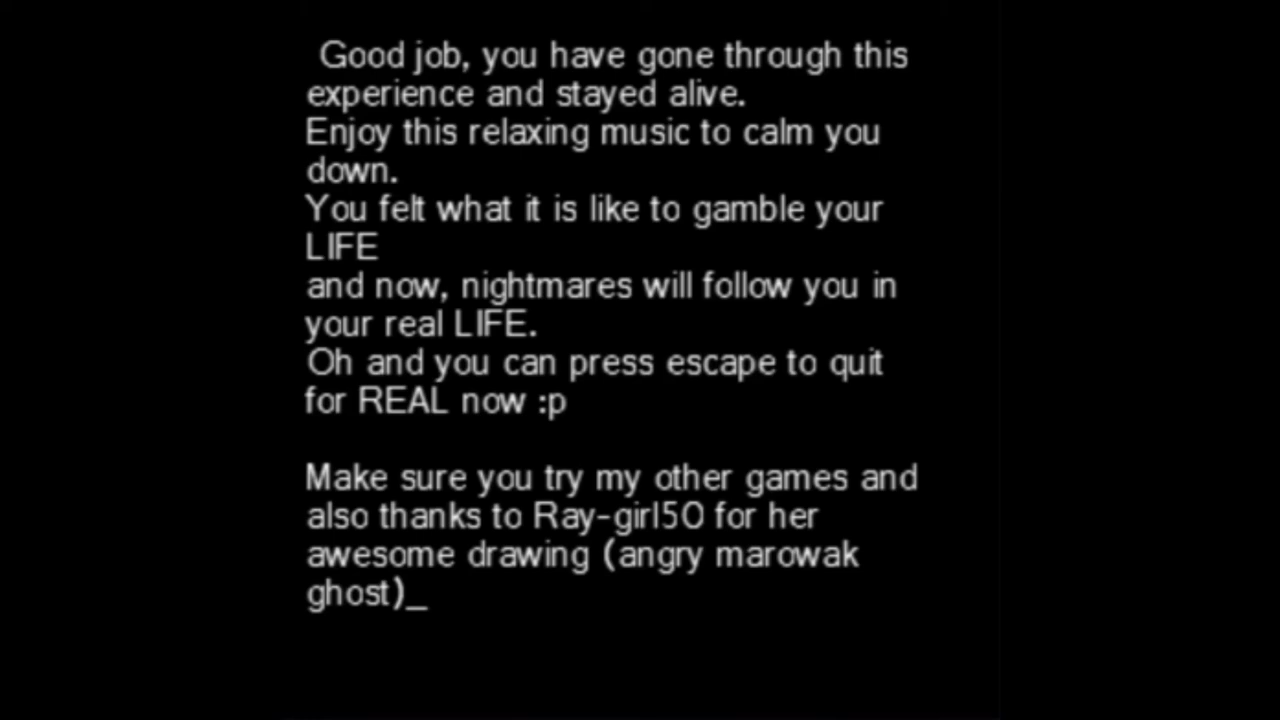 Good job, you have gone through this
experience and stayed alive.
Enjoy this relaxing music to calm you
down.
You felt what it is like to gamble your
LIFE
and now, nightmares will follow you in
your real LIFE.
Oh and you can press escape to quit
for REAL now :p
Make sure you try my other games and
also thanks to Ray-girl50 for her
awesome drawing (angry marowak
ghost)_